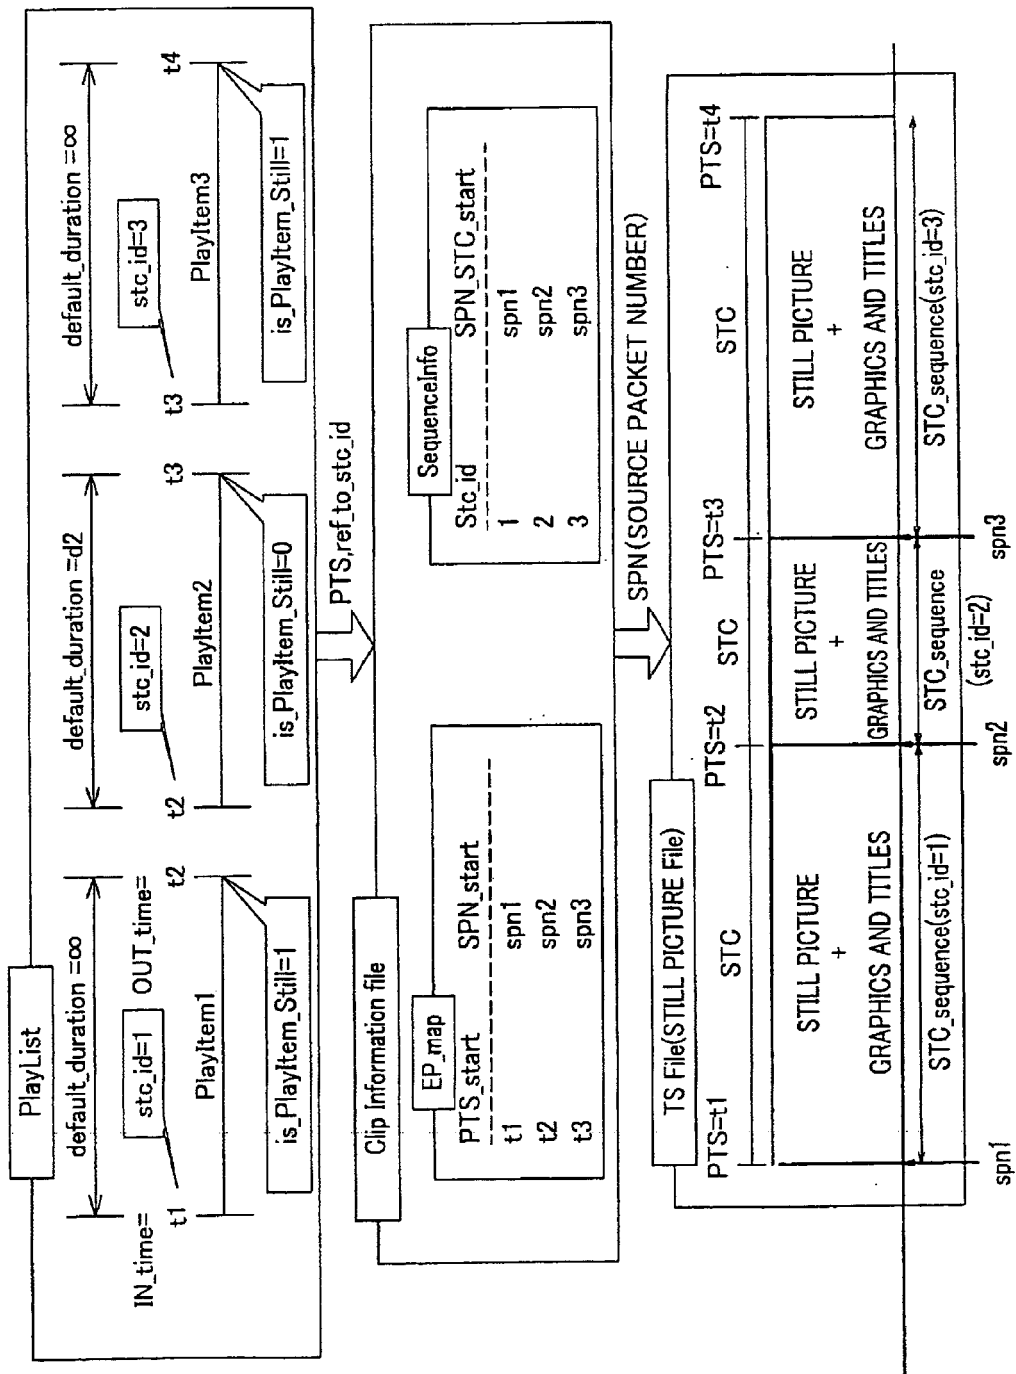 PlayList
default_duration =∞
default_duration =d2
default_duration =∞
stc_id=1
stc_id=2
stc_id=3
IN_time=
t1
OUT_time=
t2
t2
t3
t3
t4
PlayItem1
PlayItem2
PlayItem3
is_PlayItem_Still=1
is_PlayItem_Still=0
is_PlayItem_Still=1
PTS,ref_to_stc_id
Clip Information file
EP_map
PTS_start SPN_start
t1 spn1
t2 spn2
t3 spn3
SequenceInfo
Stc_id SPN_STC_start
1 spn1
2 spn2
3 spn3
SPN(SOURCE PACKET NUMBER)
TS File(STILL PICTURE File)
PTS=t1
PTS=t2
PTS=t3
PTS=t4
STC
STC
STC
STILL PICTURE
+
GRAPHICS AND TITLES
STILL PICTURE
+
GRAPHICS AND TITLES
STILL PICTURE
+
GRAPHICS AND TITLES
STC_sequence(stc_id=1)
STC_sequence
(stc_id=2)
STC_sequence(stc_id=3)
spn1
spn2
spn3